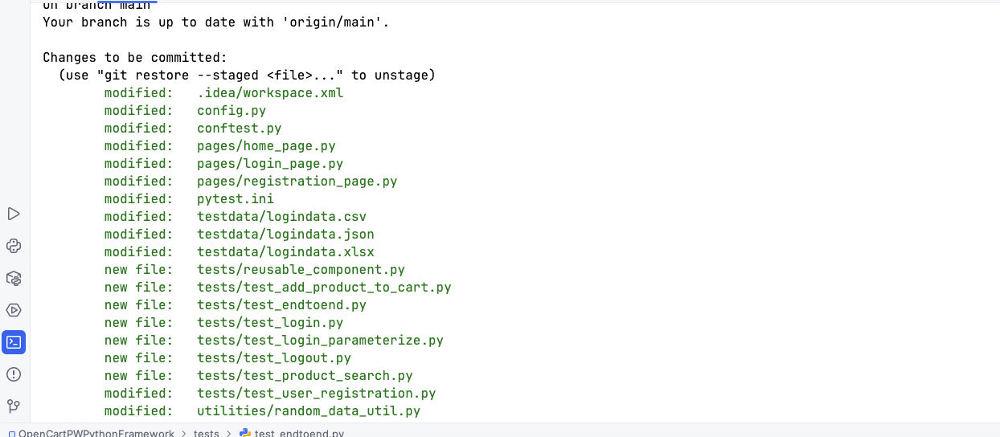 On branch main
Your branch is up to date with 'origin/main'.
Changes to be committed:
(use "git restore --staged <file>..." to unstage)
modified: .idea/workspace.xml
modified: config.py
modified: conftest.py
modified: pages/home_page.py
modified: pages/login_page.py
modified: pages/registration_page.py
modified: pytest.ini
modified: testdata/logindata.csv
modified: testdata/logindata.json
modified: testdata/logindata.xlsx
new file: tests/reusable_component.py
new file: tests/test_add_product_to_cart.py
new file: tests/test_endtoend.py
new file: tests/test_login.py
new file: tests/test_login_parameterize.py
new file: tests/test_logout.py
new file: tests/test_product_search.py
modified: tests/test_user_registration.py
modified: utilities/random_data_util.py
OpenCartPWPythonFramework > tests > test_endtoend.py